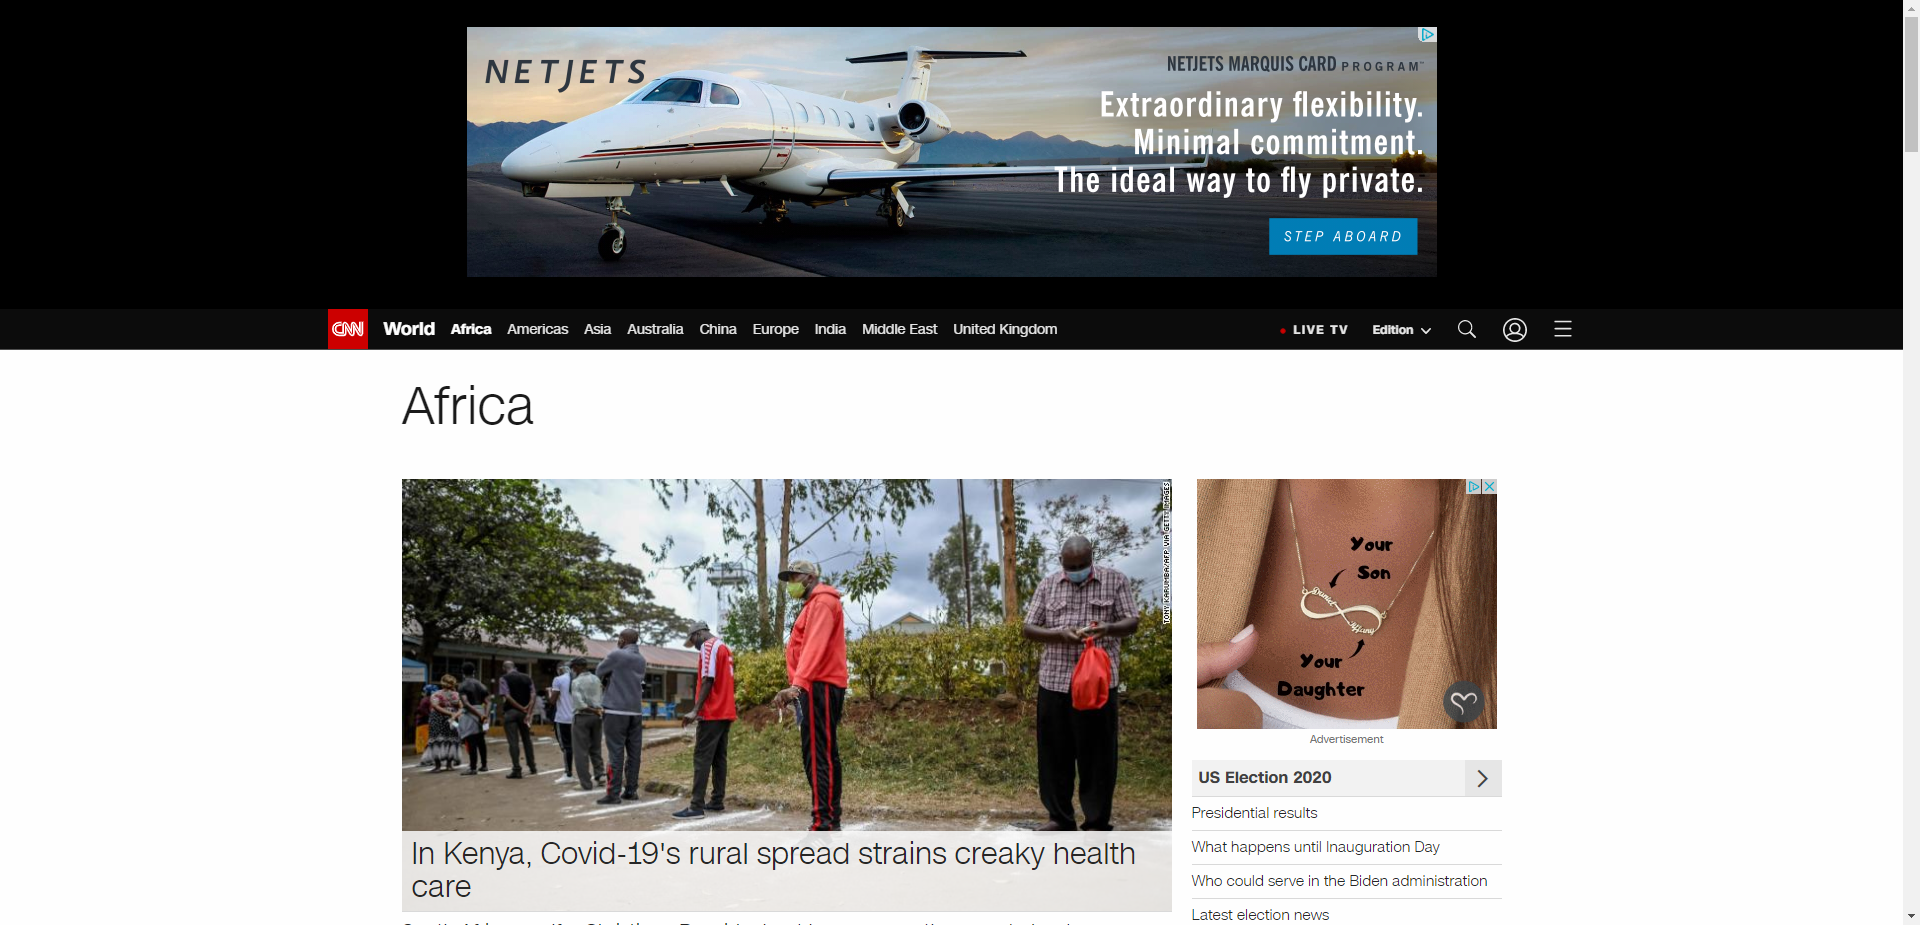 NETJETS
NETJETS MARQUIS CARD PROGRAM™
Extraordinary flexibility.
Minimal commitment.
The ideal way to fly private.
STEP ABOARD
CNN World Africa Americas Asia Australia China Europe India Middle East United Kingdom LIVE TV Edition
Africa
TONY KARUMBA/AFP VIA GETTY IMAGES
In Kenya, Covid-19's rural spread strains creaky health
care
Your
Son
Daniel
Tiffany
Your
Daughter
Advertisement
US Election 2020
Presidential results
What happens until Inauguration Day
Who could serve in the Biden administration
Latest election news